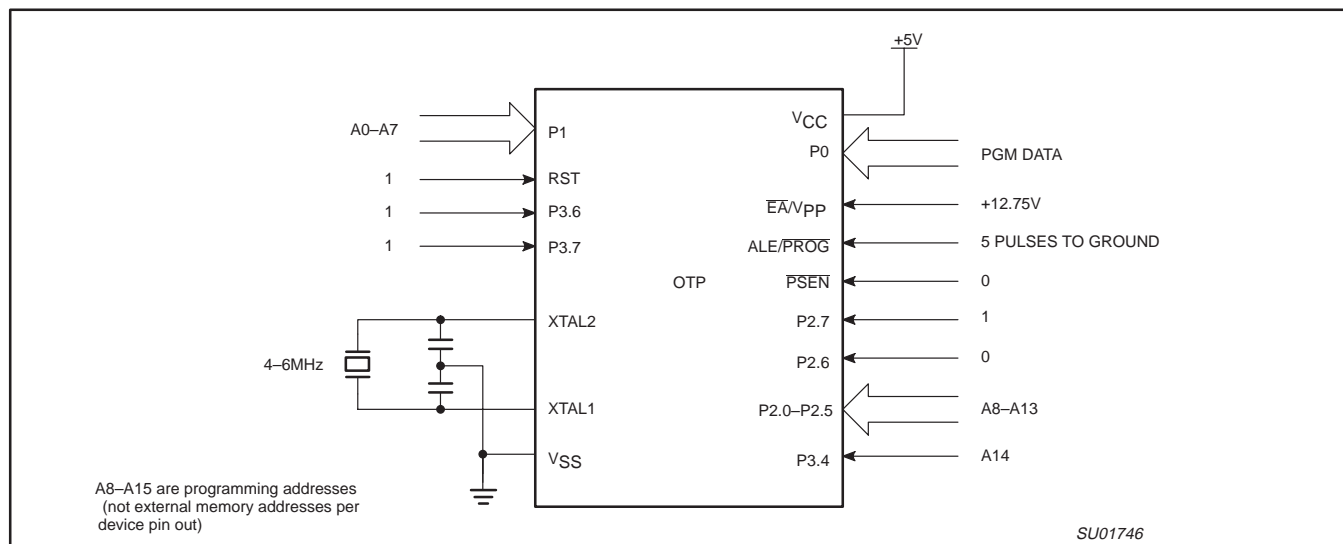 +5V
A0–A7
P1
VCC
P0
PGM DATA
1
RST
1
P3.6
EA/VPP
+12.75V
1
P3.7
ALE/PROG
5 PULSES TO GROUND
OTP
PSEN
0
XTAL2
P2.7
1
4–6MHz
P2.6
0
XTAL1
P2.0–P2.5
A8–A13
VSS
P3.4
A14
A8–A15 are programming addresses
(not external memory addresses per
device pin out)
SU01746